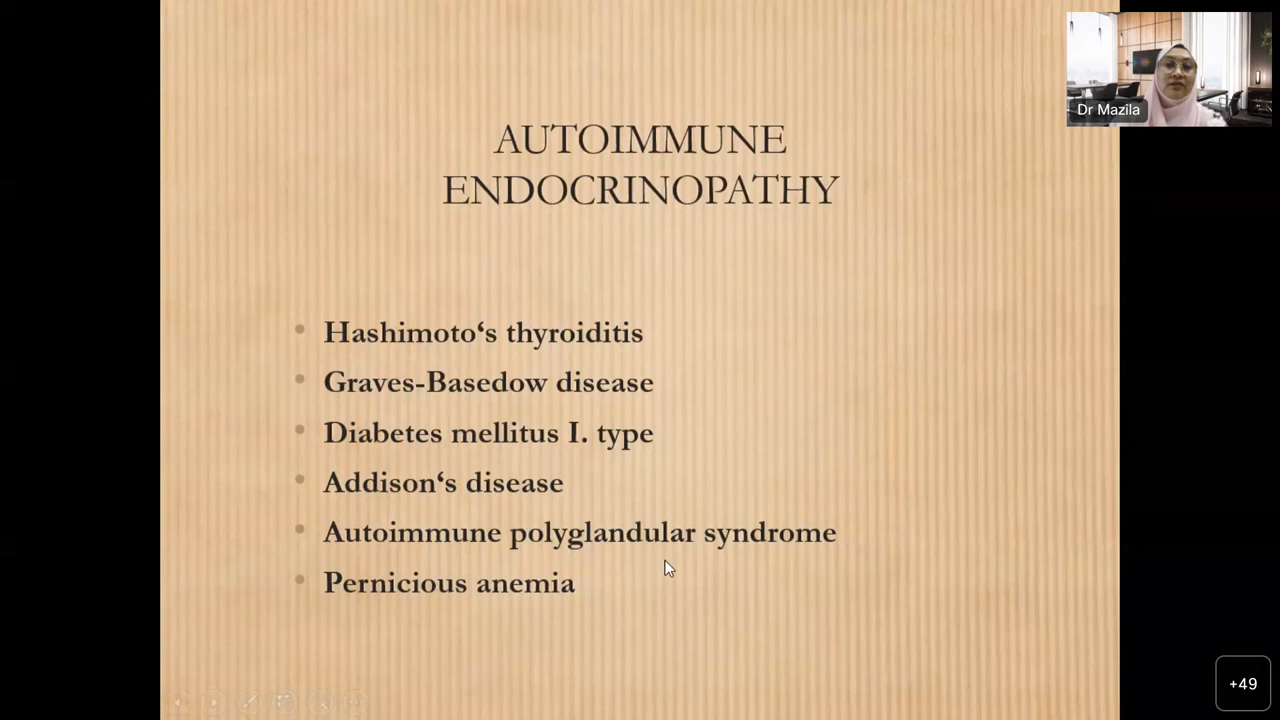 AUTOIMMUNE
ENDOCRINOPATHY
Dr Mazila
• Hashimoto‘s thyroiditis
• Graves-Basedow disease
• Diabetes mellitus I. type
• Addison‘s disease
• Autoimmune polyglandular syndrome
• Pernicious anemia
+49